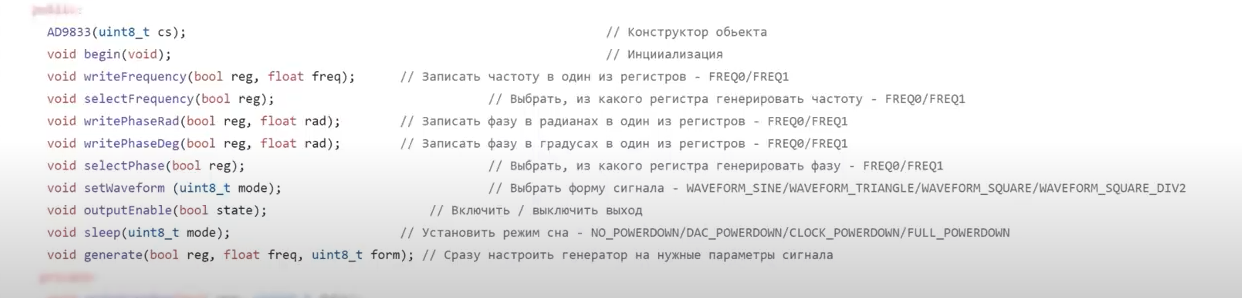 AD9833(uint8_t cs); // Конструктор обьекта
void begin(void); // Инциализация
void writeFrequency(bool reg, float freq); // Записать частоту в один из регистров - FREQ0/FREQ1
void selectFrequency(bool reg); // Выбрать, из какого регистра генерировать частоту - FREQ0/FREQ1
void writePhaseRad(bool reg, float rad); // Записать фазу в радианах в один из регистров - FREQ0/FREQ1
void writePhaseDeg(bool reg, float rad); // Записать фазу в градусах в один из регистров - FREQ0/FREQ1
void selectPhase(bool reg); // Выбрать, из какого регистра генерировать фазу - FREQ0/FREQ1
void setWaveform (uint8_t mode); // Выбрать форму сигнала - WAVEFORM_SINE/WAVEFORM_TRIANGLE/WAVEFORM_SQUARE/WAVEFORM_SQUARE_DIV2
void outputEnable(bool state); // Включить / выключить выход
void sleep(uint8_t mode); // Установить режим сна - NO_POWERDOWN/DAC_POWERDOWN/CLOCK_POWERDOWN/FULL_POWERDOWN
void generate(bool reg, float freq, uint8_t form); // Сразу настроить генератор на нужные параметры сигнала